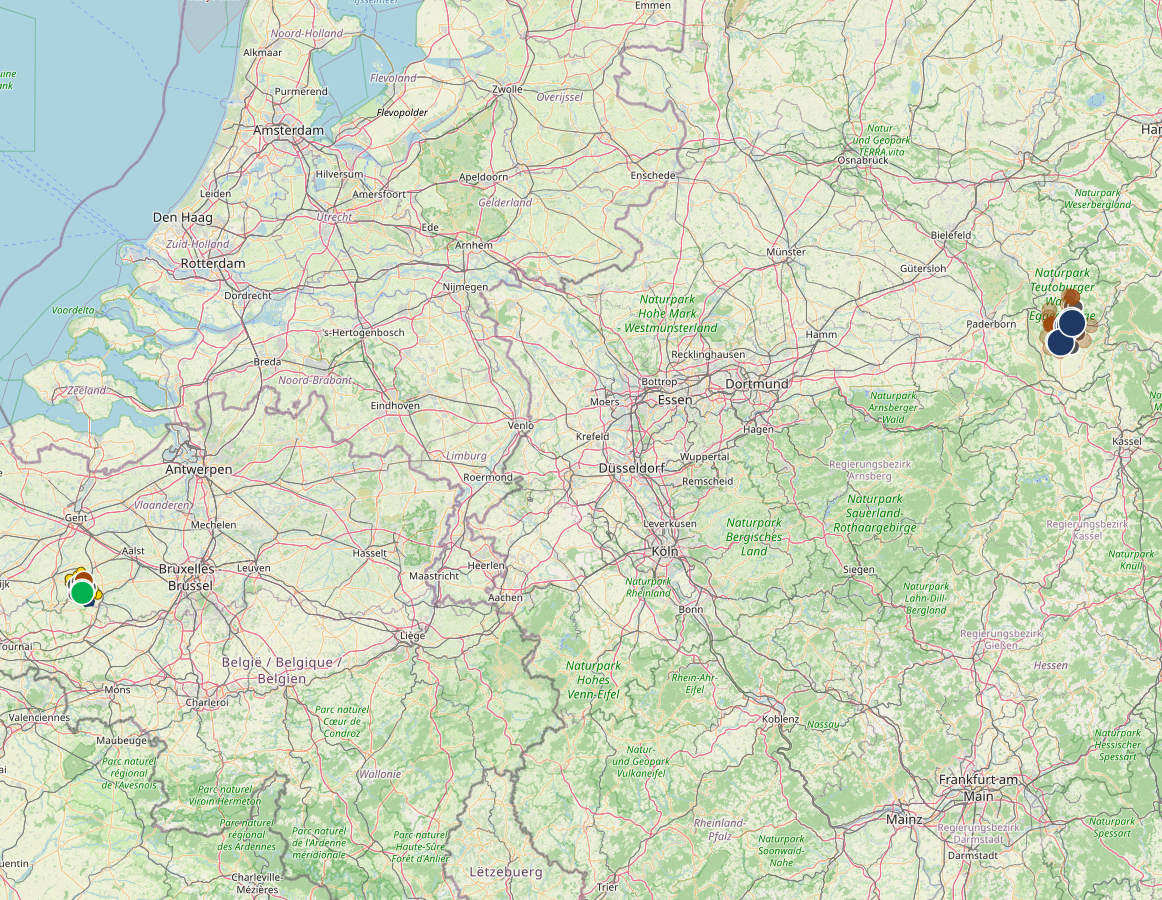 Emmen
Noord-Holland
Alkmaar
Flevoland
Purmerend
Zwolle
Overijssel
Flevopolder
Amsterdam
Natur-
und Geopark
TERRA.vita
Osnabrück
Hilversum
Amersfoort
Apeldoorn
Enschede
Leiden
Gelderland
Naturpark
Weserbergland
Den Haag
Utrecht
Ede
Zuid-Holland
Arnhem
Bielefeld
Münster
Rotterdam
Gütersloh
Nijmegen
Naturpark
Teutoburger
Dordrecht
Naturpark
Hohe Mark
- Westmünsterland
Voordelta
's-Hertogenbosch
Hamm
Paderborn
Recklinghausen
Breda
Zeeland
Noord-Brabant
Bottrop
Dortmund
Essen
Eindhoven
Moers
Naturpark
Arnsberger
Wald
Venlo
Krefeld
Hagen
Kassel
Limburg
Wuppertal
Antwerpen
Düsseldorf
Regierungsbezirk
Arnsberg
Roermond
Remscheid
Vlaanderen
Naturpark
Sauerland-
Rothaargebirge
Gent
Mechelen
Leverkusen
Naturpark
Bergisches
Land
Regierungsbezirk
Kassel
Aalst
Hasselt
Köln
Naturpark
Knüll
Bruxelles
- Brussel
Leuven
Heerlen
Maastricht
Siegen
Aachen
Naturpark
Rheinland
Naturpark
Lahn-Dill-
Bergland
Bonn
Liège
Regierungsbezirk
Gießen
België / Belgique /
Belgien
Naturpark
Hohes
Venn-Eifel
Rhein-Ahr-
Eifel
Hessen
Mons
Charleroi
Valenciennes
Parc naturel
Cœur de
Condroz
Koblenz
Nassau
Maubeuge
Parc naturel
régional
de l'Avesnois
Natur-
und Geopark
Vulkaneifel
Naturpark
Hessischer
Spessart
Wallonie
Parc naturel
Viroin-Hermeton
Frankfurt am
Main
Mainz
Parc naturel
régional
des Ardennes
Parc naturel
de l'Ardenne
méridionale
Parc naturel
Haute-Sûre
Forêt d'Anlier
Rheinland-
Pfalz
Regierungsbezirk
Darmstadt
Naturpark
Spessart
Naturpark
Soonwald-
Nahe
Darmstadt
Lëtzebuerg
Charleville-
Mézières
Trier